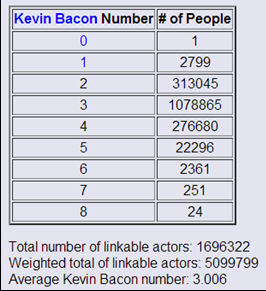 Kevin Bacon Number # of People
0 1
1 2799
2 313045
3 1078865
4 276680
5 22296
6 2361
7 251
8 24
Total number of linkable actors: 1696322
Weighted total of linkable actors: 5099799
Average Kevin Bacon number: 3.006